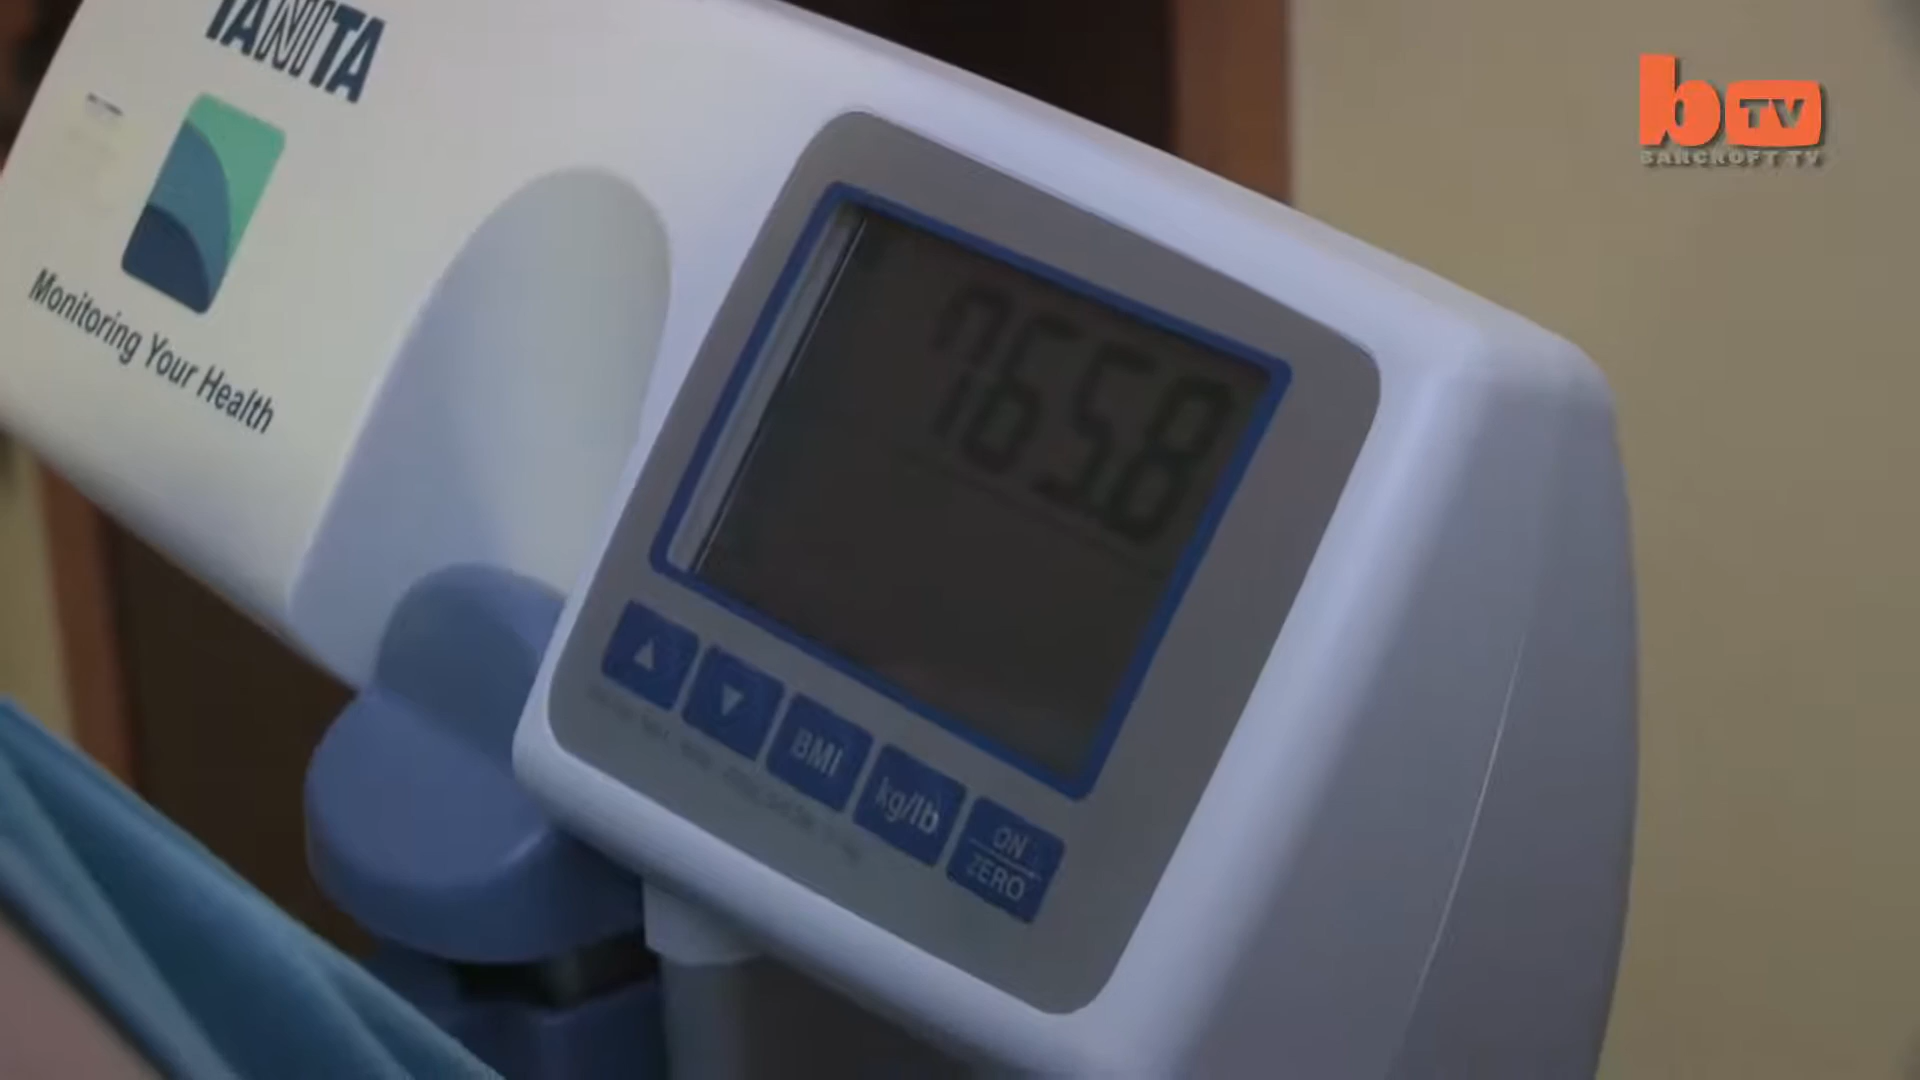 TANITA
Monitoring Your Health
b TV
BARCROFT TV
765.8
BMI
kg/lb
ON
ZERO